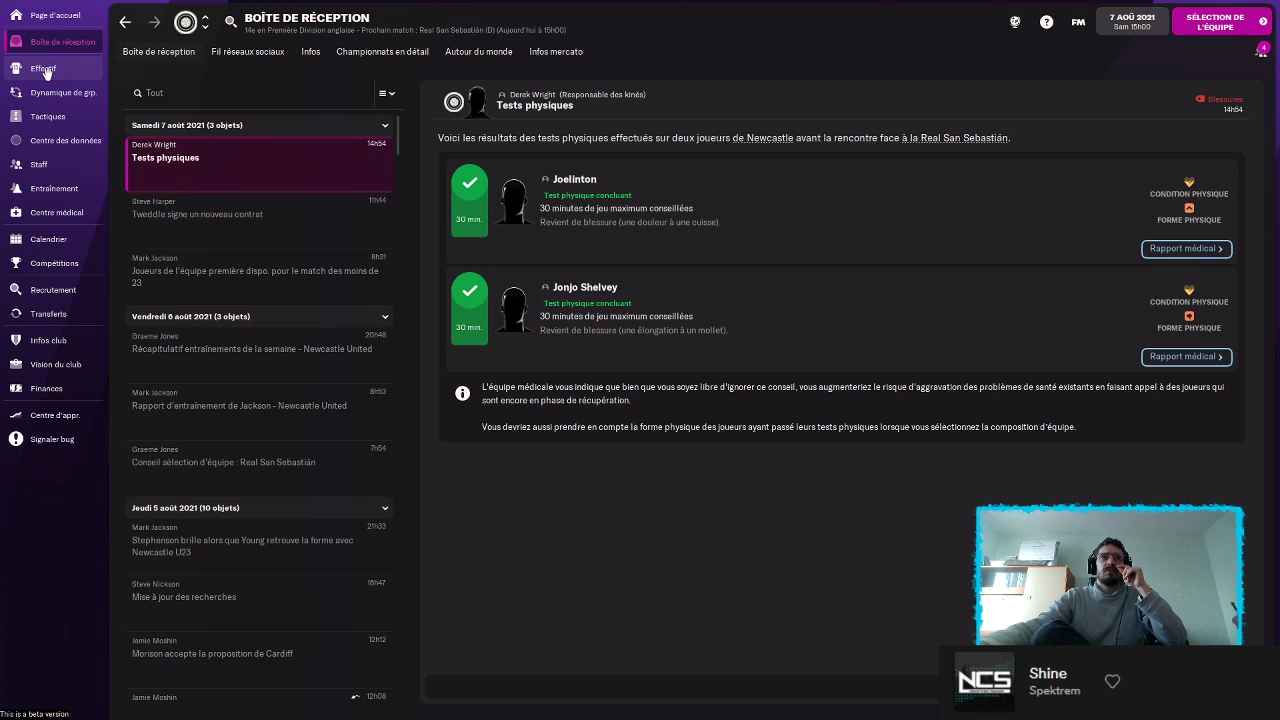 Page d'accueil
Boîte de réception
Effectif
Dynamique de grp.
Tactiques
Centre des données
Staff
Entraînement
Centre médical
Calendrier
Compétitions
Recrutement
Transferts
Infos club
Vision du club
Finances
Centre d'appr.
Signaler bug
This is a beta version
BOÎTE DE RÉCEPTION
14e en Première Division anglaise - Prochain match : Real San Sebastián (D) (Aujourd'hui à 15h00)
FM
7 AOÛ 2021
Sam 15h00
SÉLECTION DE
L'ÉQUIPE
4
Boîte de réception
Fil réseaux sociaux
Infos
Championnats en détail
Autour du monde
Infos mercato
Tout
Samedi 7 août 2021 (3 objets)
Derek Wright 14h54
Tests physiques
Steve Harper 11h44
Tweddle signe un nouveau contrat
Mark Jackson 8h31
Joueurs de l'équipe première dispo. pour le match des moins de
23
Vendredi 6 août 2021 (3 objets)
Graeme Jones 20h48
Récapitulatif entraînements de la semaine - Newcastle United
Mark Jackson 8h53
Rapport d'entraînement de Jackson - Newcastle United
Graeme Jones 7h54
Conseil sélection d'équipe : Real San Sebastián
Jeudi 5 août 2021 (10 objets)
Mark Jackson 21h33
Stephenson brille alors que Young retrouve la forme avec
Newcastle U23
Steve Nickson 16h47
Mise à jour des recherches
Jamie Moshin 12h12
Morison accepte la proposition de Cardiff
Jamie Moshin 12h08
Derek Wright (Responsable des kinés)
Tests physiques
Blessures
14h54
Voici les résultats des tests physiques effectués sur deux joueurs de Newcastle avant la rencontre face à la Real San Sebastián.
30 min.
Joelinton
Test physique concluant
30 minutes de jeu maximum conseillées
Revient de blessure (une douleur à une cuisse).
CONDITION PHYSIQUE
FORME PHYSIQUE
Rapport médical
30 min.
Jonjo Shelvey
Test physique concluant
30 minutes de jeu maximum conseillées
Revient de blessure (une élongation à un mollet).
CONDITION PHYSIQUE
FORME PHYSIQUE
Rapport médical
L'équipe médicale vous indique que bien que vous soyez libre d'ignorer ce conseil, vous augmenteriez le risque d'aggravation des problèmes de santé existants en faisant appel à des joueurs qui
sont encore en phase de récupération.
Vous devriez aussi prendre en compte la forme physique des joueurs ayant passé leurs tests physiques lorsque vous sélectionnez la composition d'équipe.
NCS
Shine
Spektrem